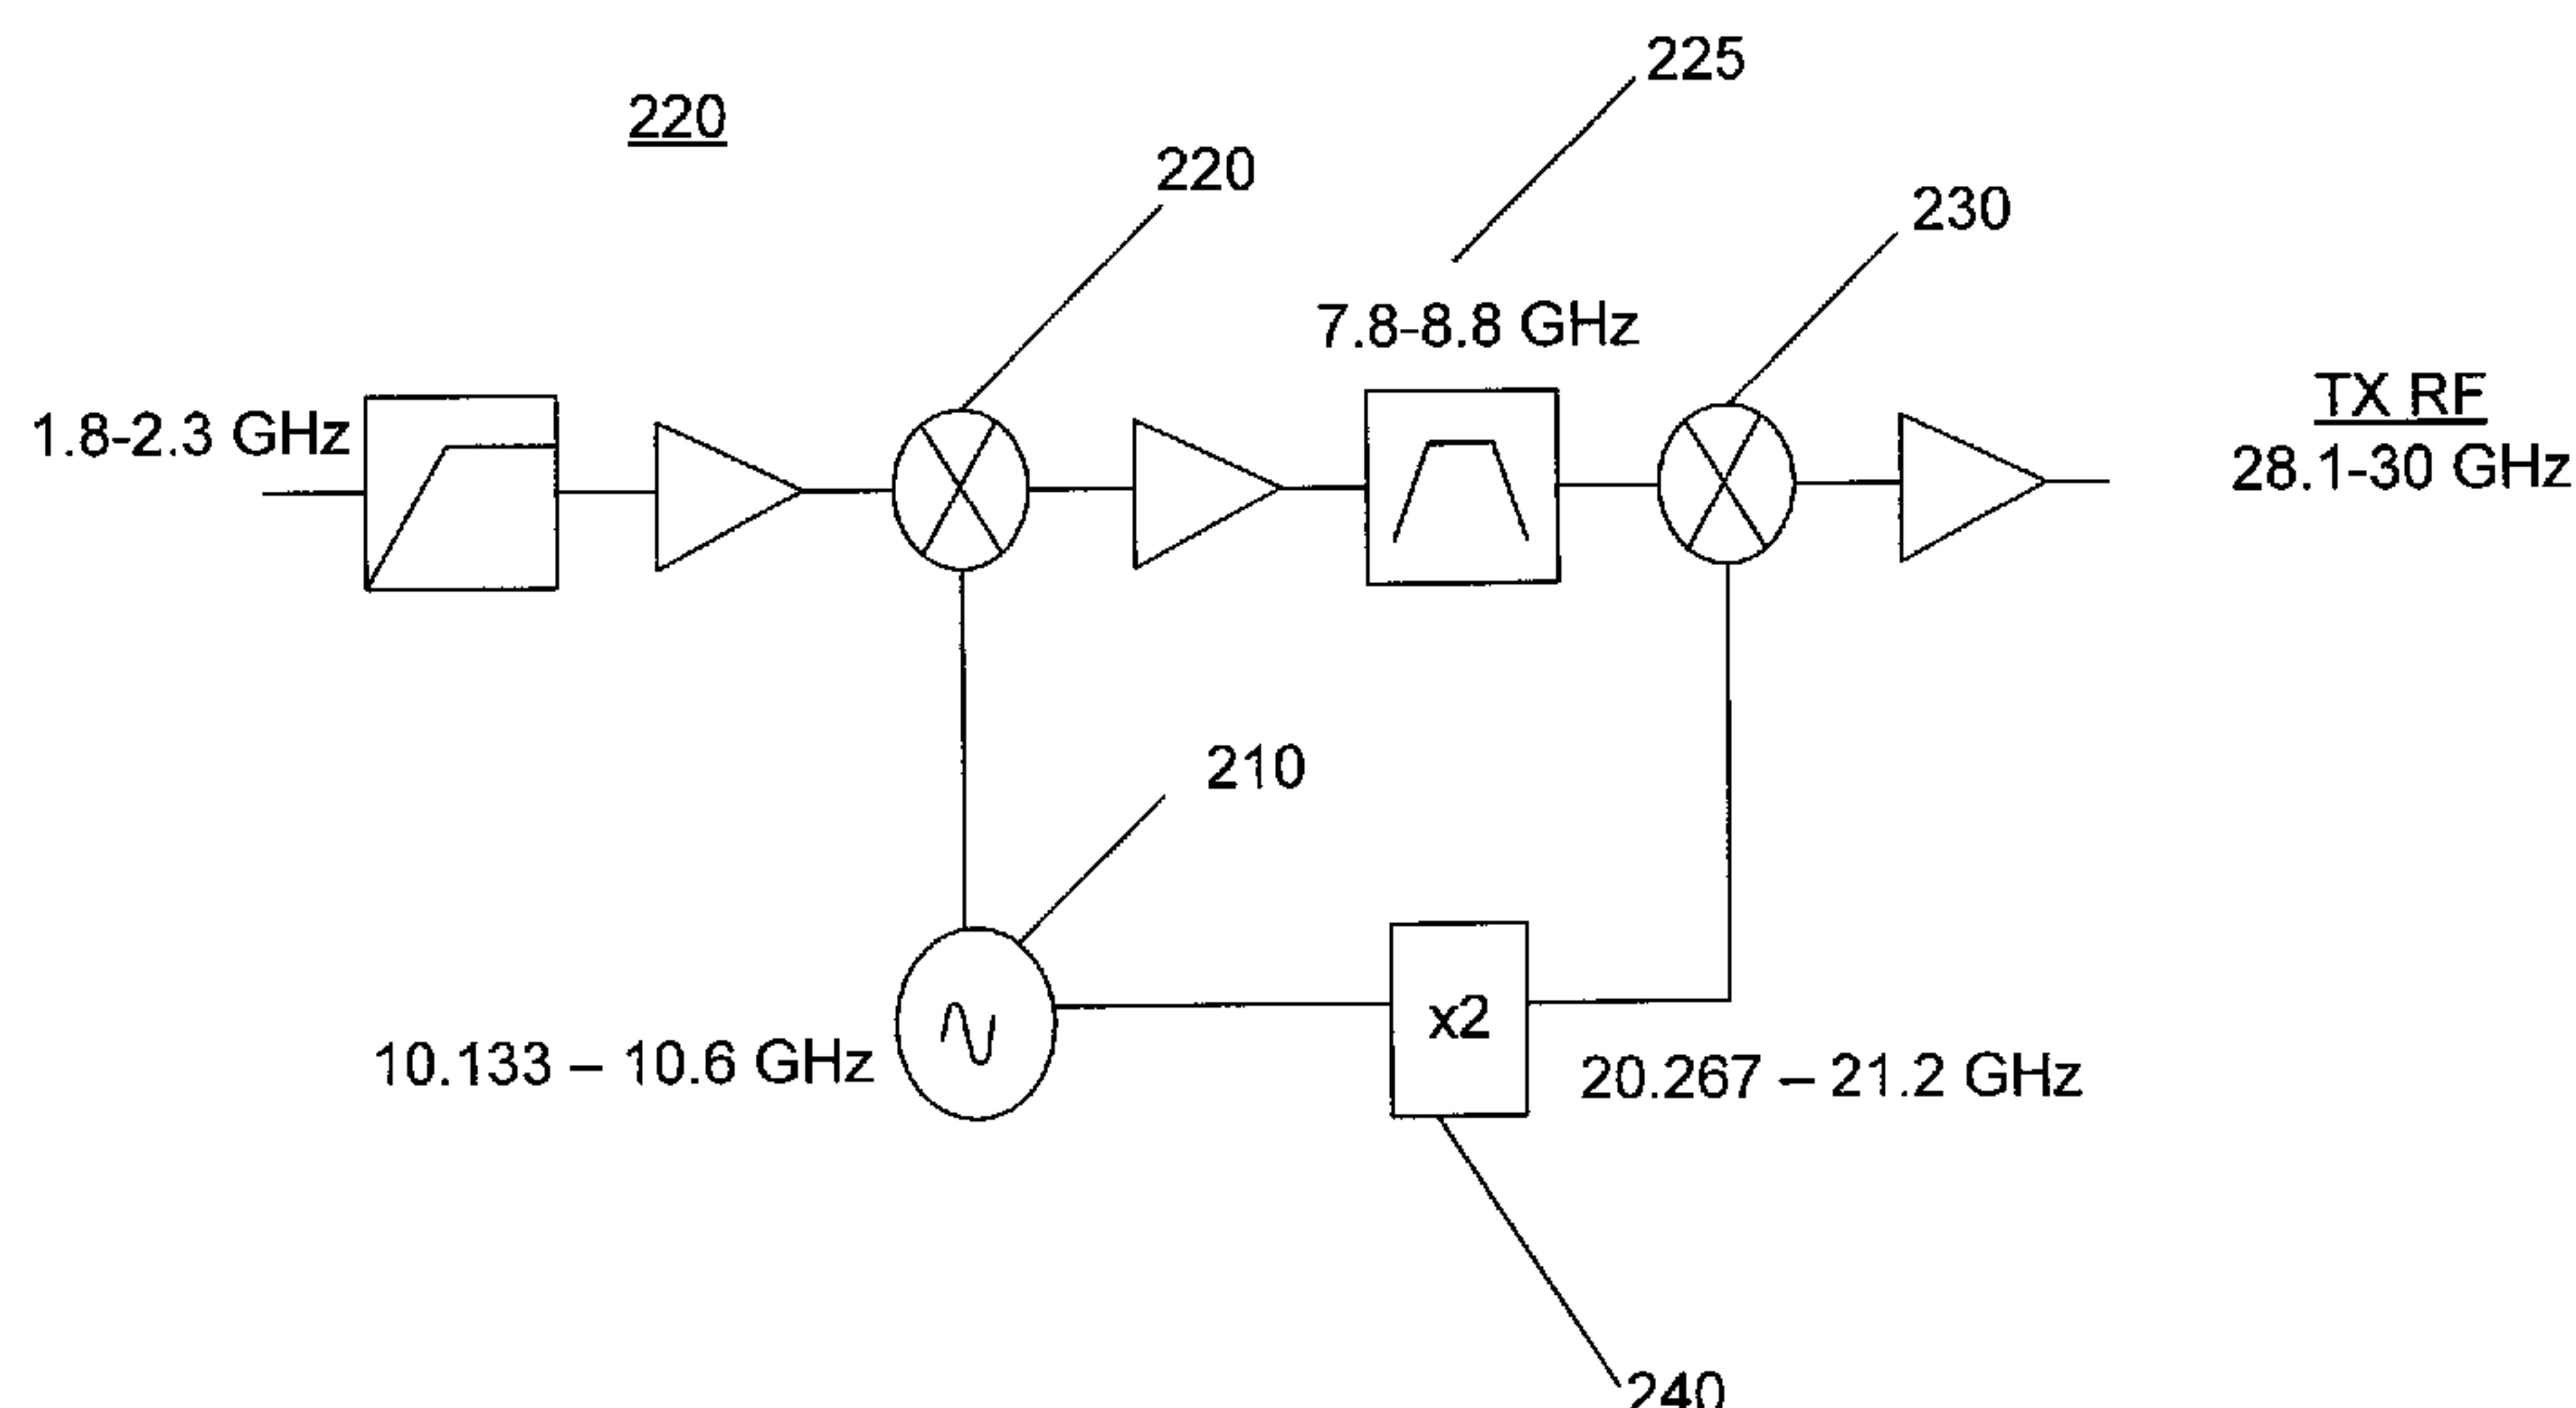 225
220
220
230
7.8-8.8 GHz
1.8-2.3 GHz
TX RF
28.1-30 GHz
210
10.133 – 10.6 GHz
x2
20.267 – 21.2 GHz
240